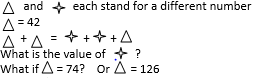 △ and ✧ each stand for a different number
△ = 42
△ + △ = ✧ + ✧ + △
What is the value of ✧ ?
What if △ = 74? Or △ = 126